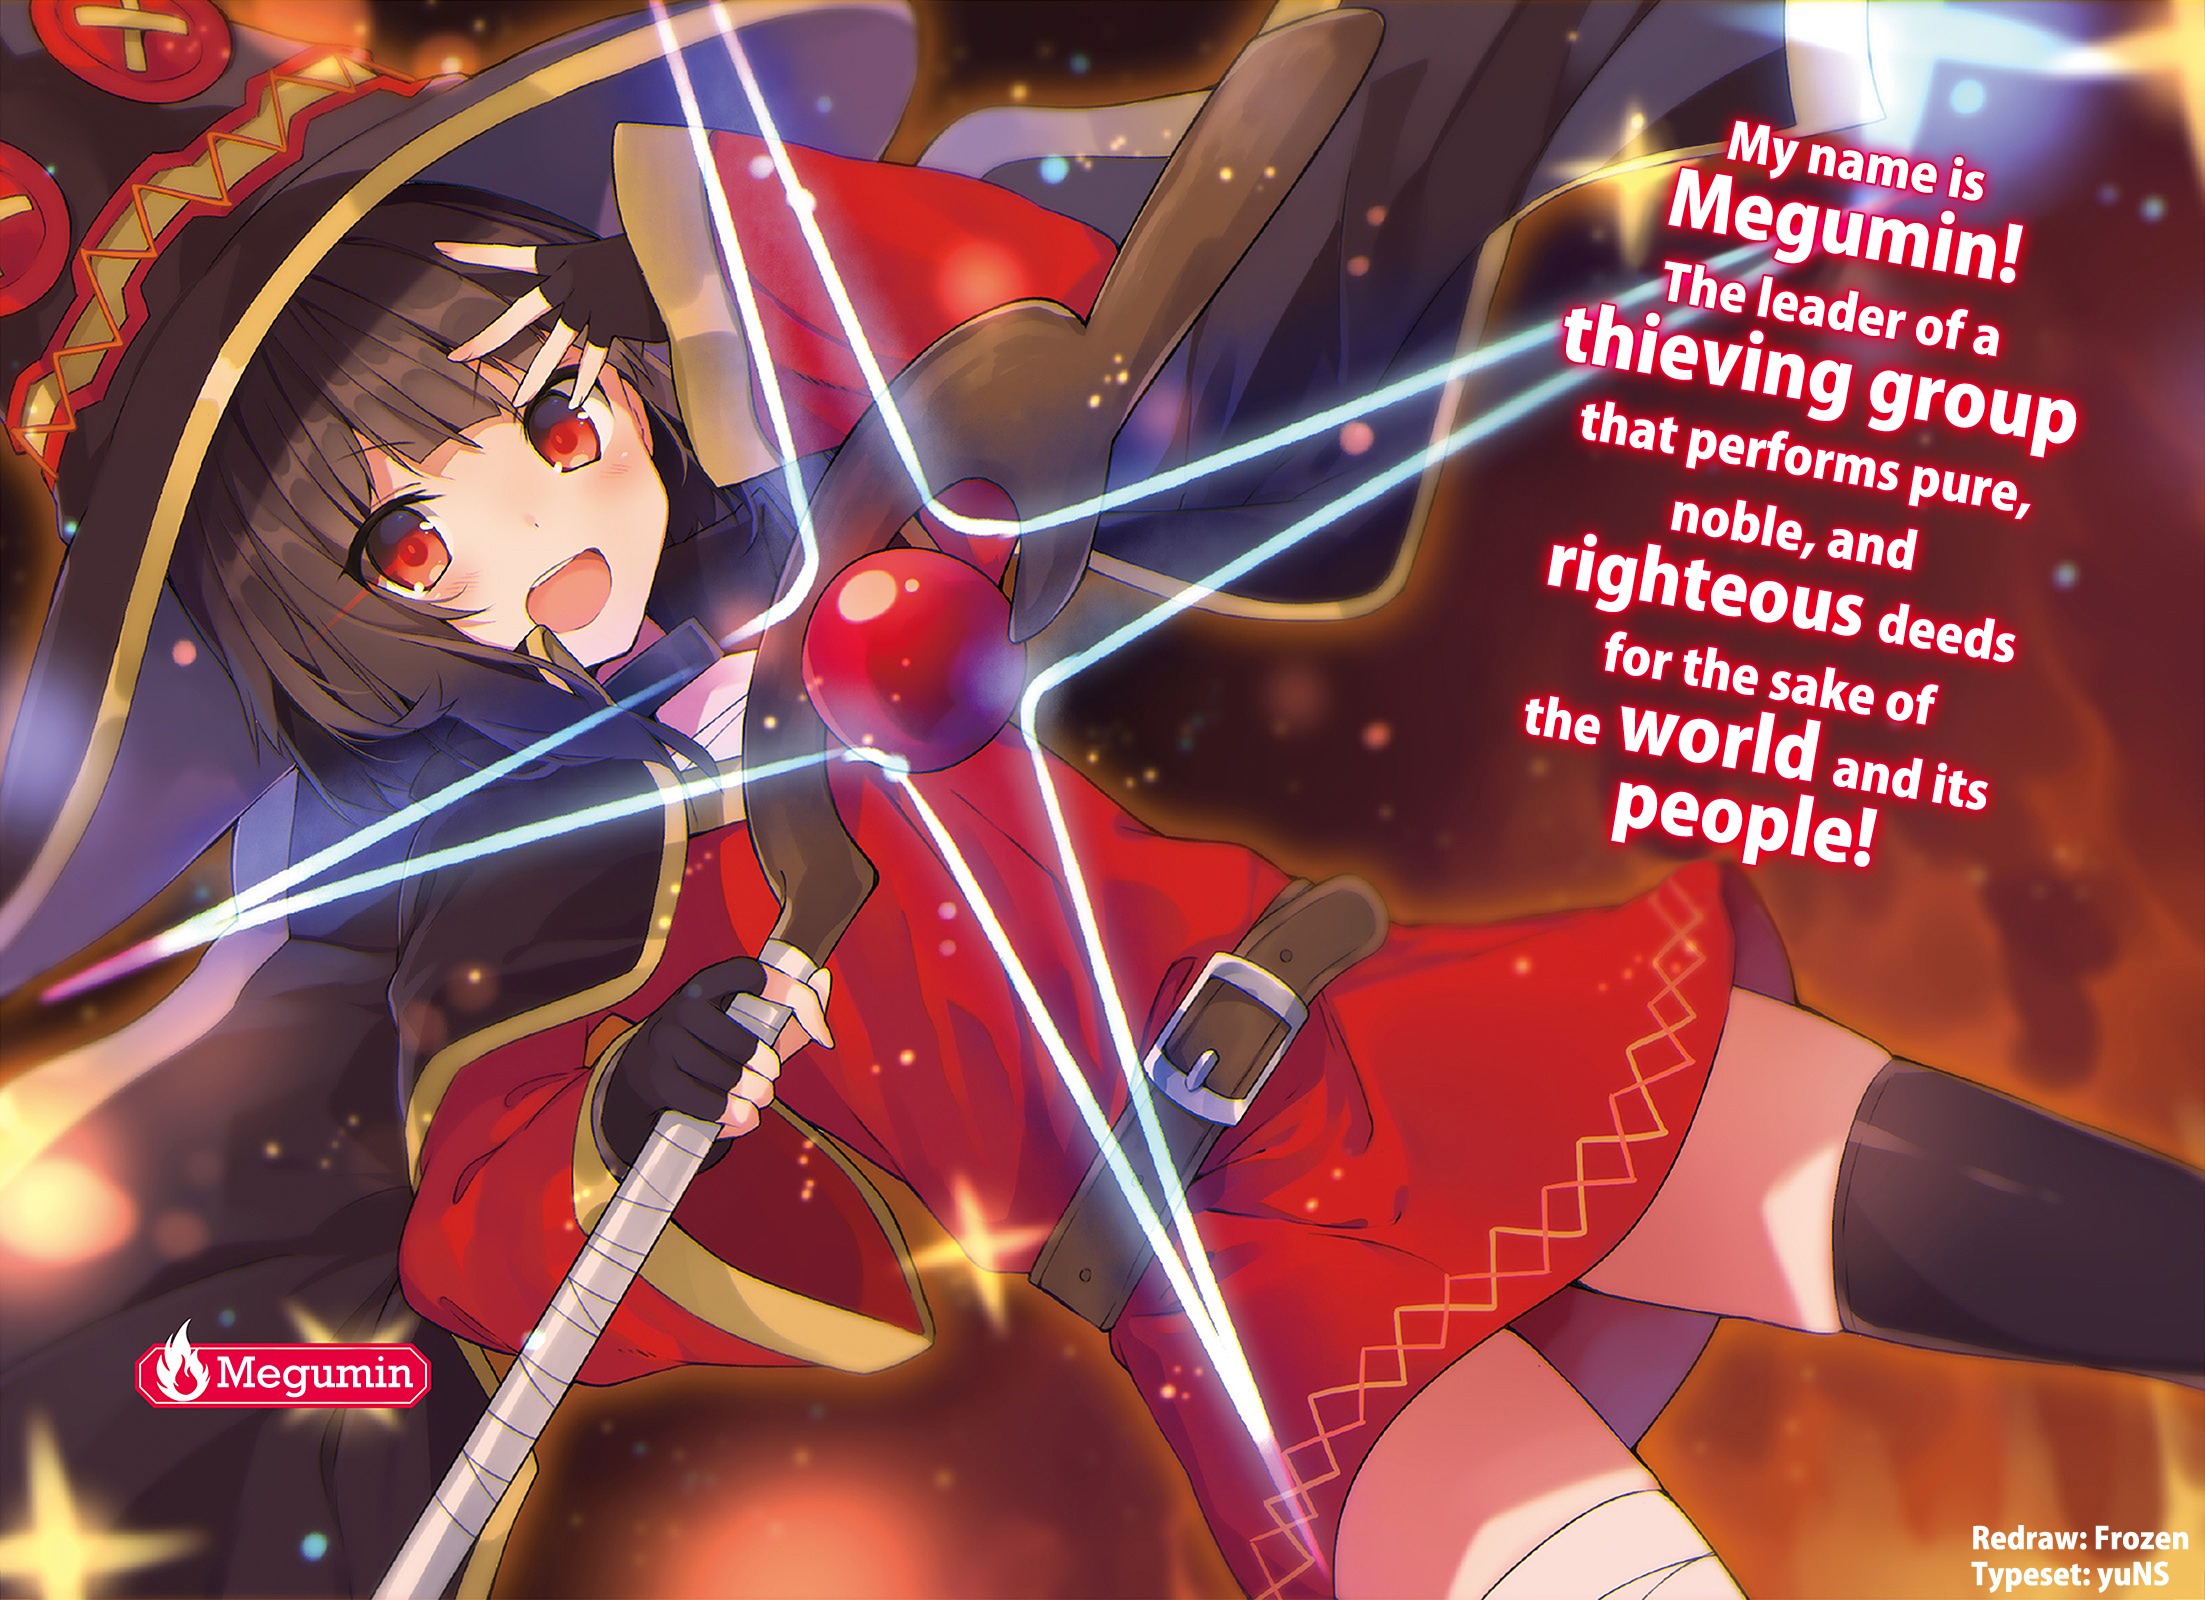 My name is
Megumin!
The leader of a
thieving group
that performs pure,
noble, and
righteous deeds
for the sake of
the world and its
people!
Megumin
Redraw: Frozen
Typeset: yuNS